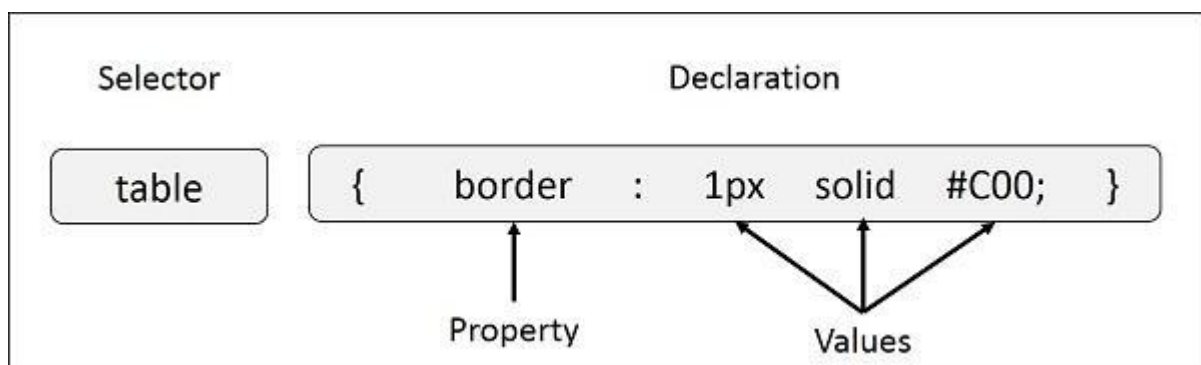 Selector Declaration
table { border : 1px solid #C00; }
Property Values